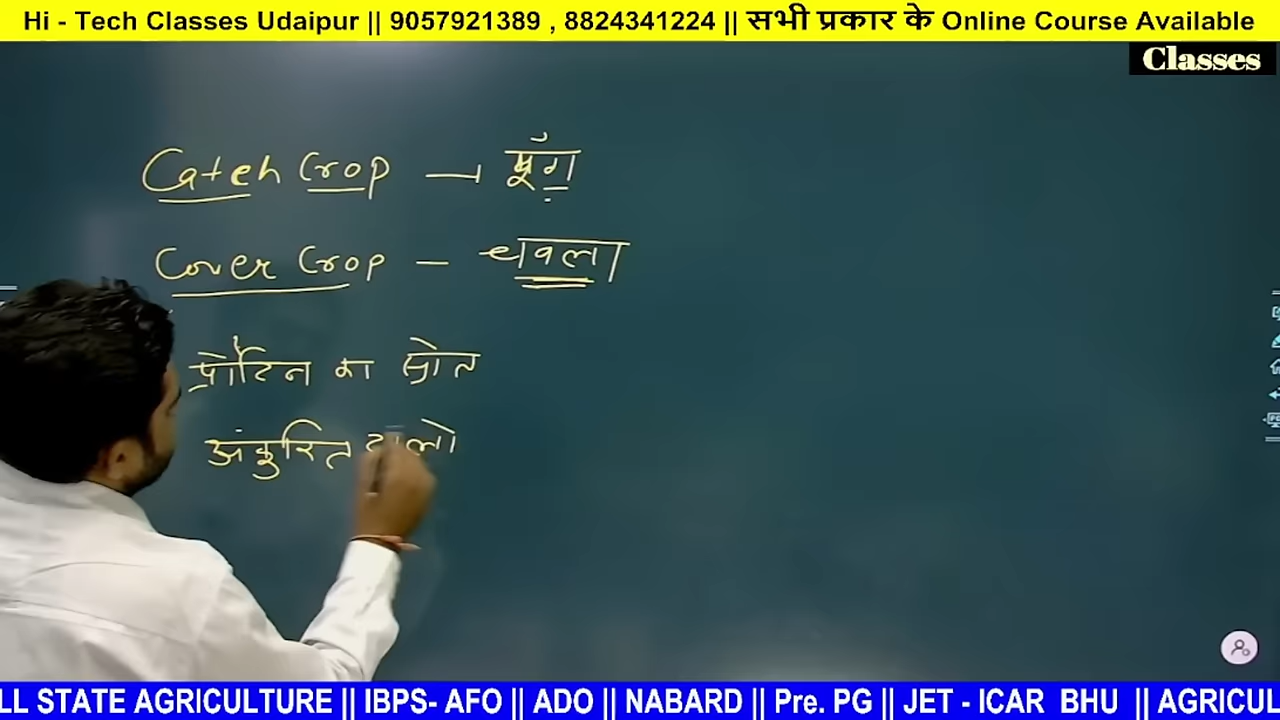 Hi - Tech Classes Udaipur || 9057921389 , 8824341224 || सभी प्रकार के Online Course Available
Classes
Catch Crop → मूँग
Cover Crop - चवला
प्रोटिन का स्रोत
अंकुरित दालो
LL STATE AGRICULTURE || IBPS- AFO || ADO || NABARD || Pre. PG || JET - ICAR BHU || AGRICUL